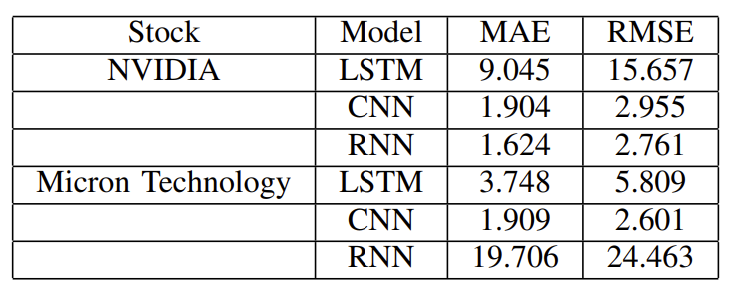 Stock Model MAE RMSE
NVIDIA LSTM 9.045 15.657
CNN 1.904 2.955
RNN 1.624 2.761
Micron Technology LSTM 3.748 5.809
CNN 1.909 2.601
RNN 19.706 24.463